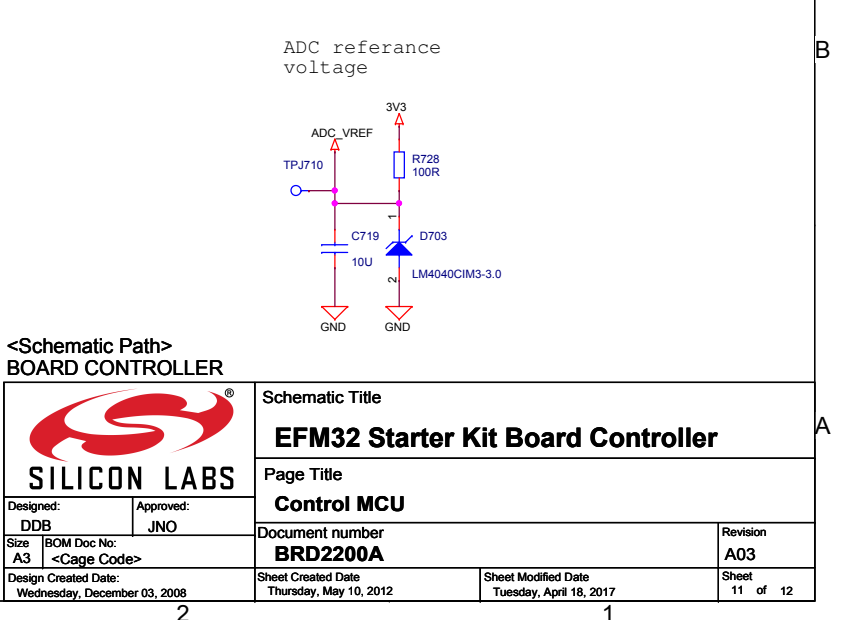 B
ADC referance
voltage
3V3
ADC_VREF
TPJ710
R728
100R
1
C719
D703
10U
2
LM4040CIM3-3.0
GND
GND
<Schematic Path>
BOARD CONTROLLER
®
SILICON LABS
Schematic Title
EFM32 Starter Kit Board Controller
A
Page Title
Control MCU
Designed:
DDB
Approved:
JNO
Document number
BRD2200A
Revision
A03
Size
A3
BOM Doc No:
<Cage Code>
Design Created Date:
Wednesday, December 03, 2008
Sheet Created Date
Thursday, May 10, 2012
Sheet Modified Date
Tuesday, April 18, 2017
Sheet
11 of 12
2
1